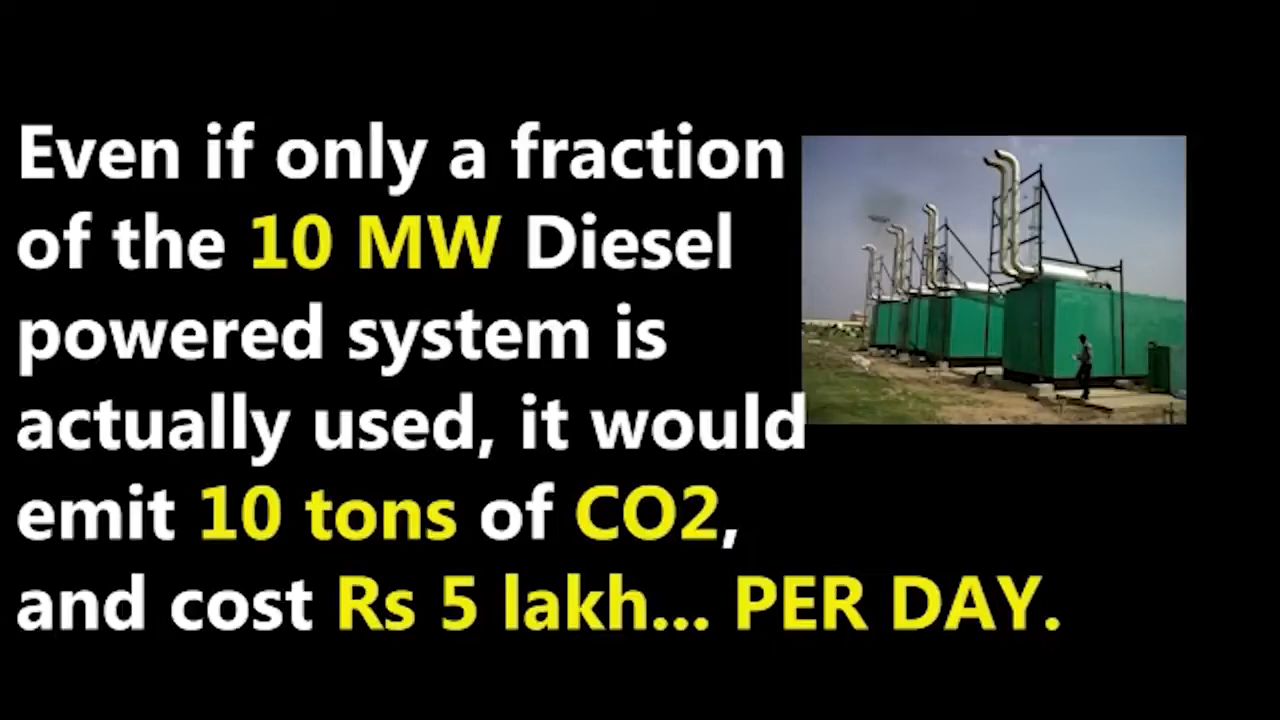 Even if only a fraction
of the 10 MW Diesel
powered system is
actually used, it would
emit 10 tons of CO2,
and cost Rs 5 lakh... PER DAY.